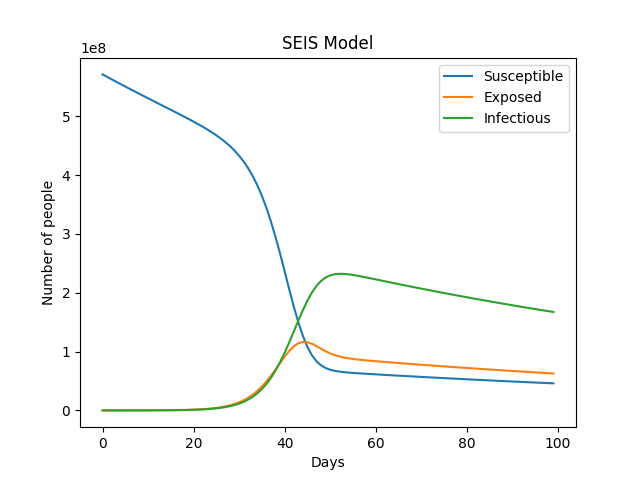 SEIS Model
1e8
Susceptible
Exposed
Infectious
5
4
3
2
1
0
Number of people
0 20 40 60 80 100
Days